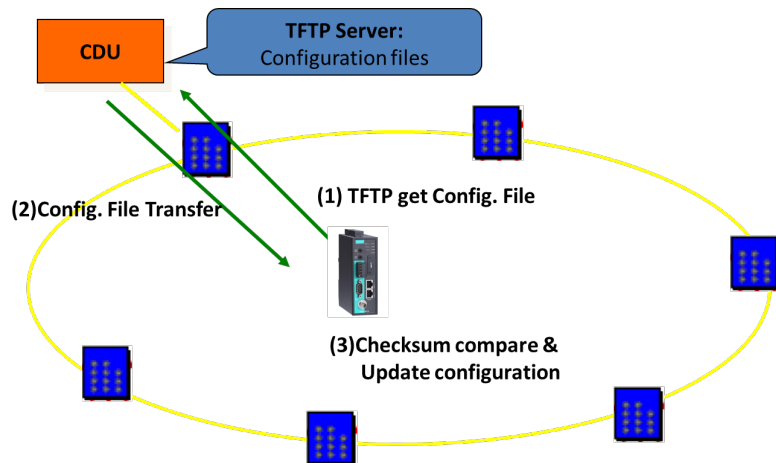 CDU
TFTP Server:
Configuration files
(1) TFTP get Config. File
(2)Config. File Transfer
(3)Checksum compare &
Update configuration